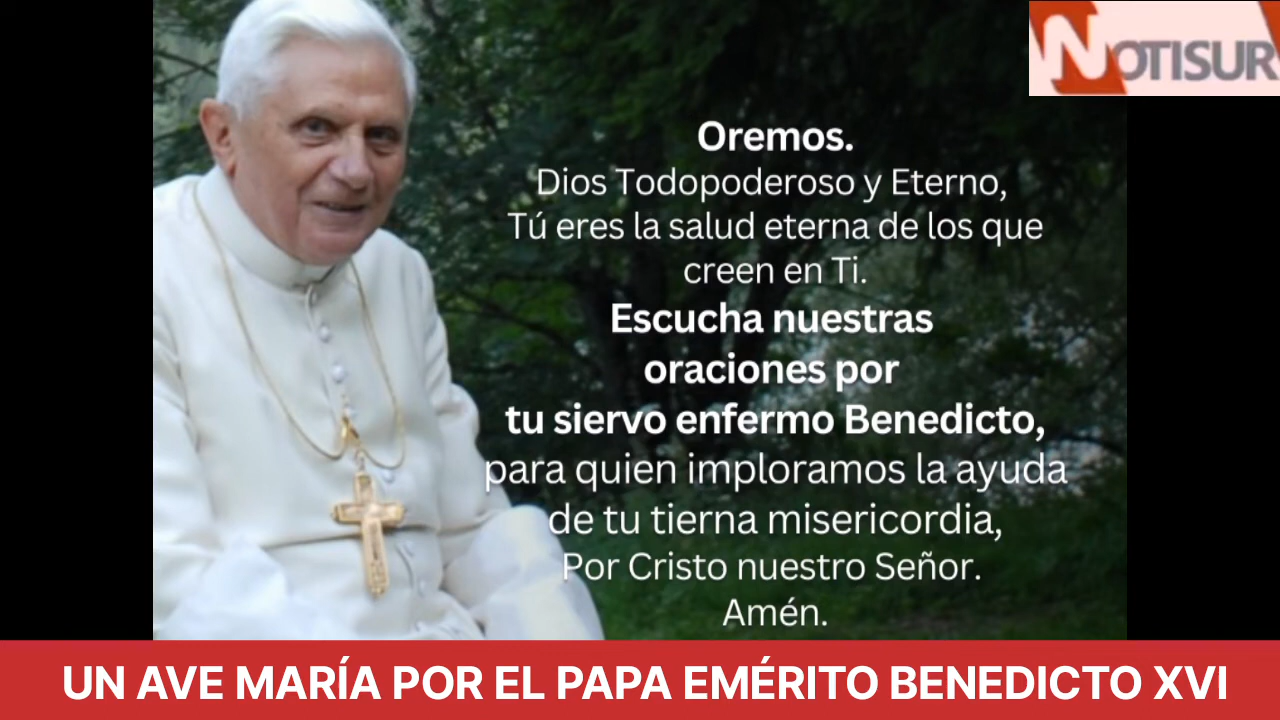 NOTISUR
Oremos.
Dios Todopoderoso y Eterno,
Tú eres la salud eterna de los que
creen en Ti.
Escucha nuestras
oraciones por
tu siervo enfermo Benedicto,
para quien imploramos la ayuda
de tu tierna misericordia,
Por Cristo nuestro Señor.
Amén.
UN AVE MARÍA POR EL PAPA EMÉRITO BENEDICTO XVI